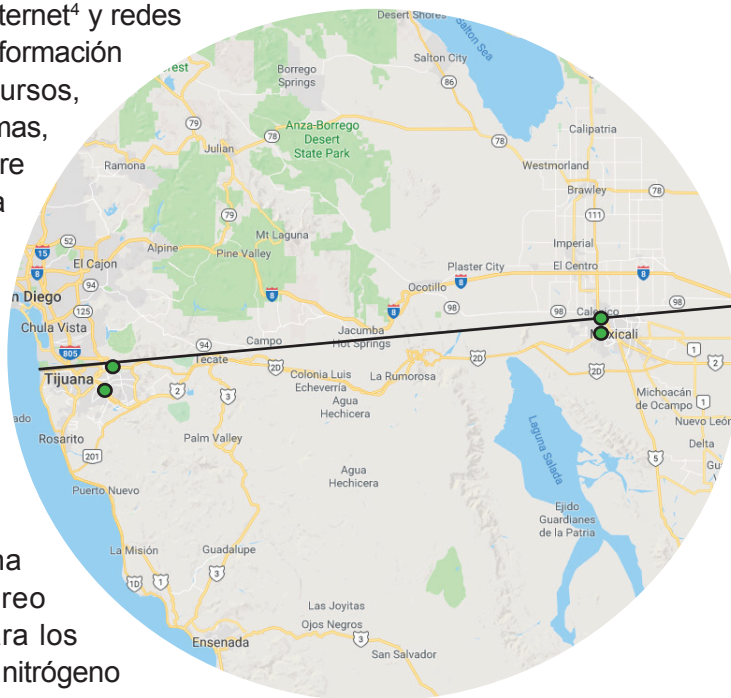 ternet⁴ y redes
formación
ursos,
mas,
re
a
na
reo
ra los
nitrógeno
Desert Shores
Salton Sea
Salton City
86
Borrego
Springs
rest
79
78
Calipatria
Julian
Anza-Borrego
Desert
State Park
78
Ramona
Westmorland
Brawley
78
79
111
Mt Laguna
52
15
8
Alpine
Pine Valley
El Cajon
Imperial
El Centro
Plaster City
8
8
94
8
Ocotillo
n Diego
125
98
98
98
Chula Vista
8
Calexico
Jacumba
Hot Springs
Campo
94
805
Tecate
Mexicali
1
2D
2D
2D
2
Tijuana
Colonia Luis
Echeverría
La Rumorosa
2
3
Agua
Hechicera
Michoacán
de Ocampo
1
ado
Nuevo León
Rosarito
Palm Valley
Laguna Salada
Delta
201
5
Gu
Agua
Hechicera
Puerto Nuevo
Ejido
Guardianes
de la Patria
La Misión
Guadalupe
3
1D
1
Las Joyitas
Ojos Negros
3
Ensenada
San Salvador